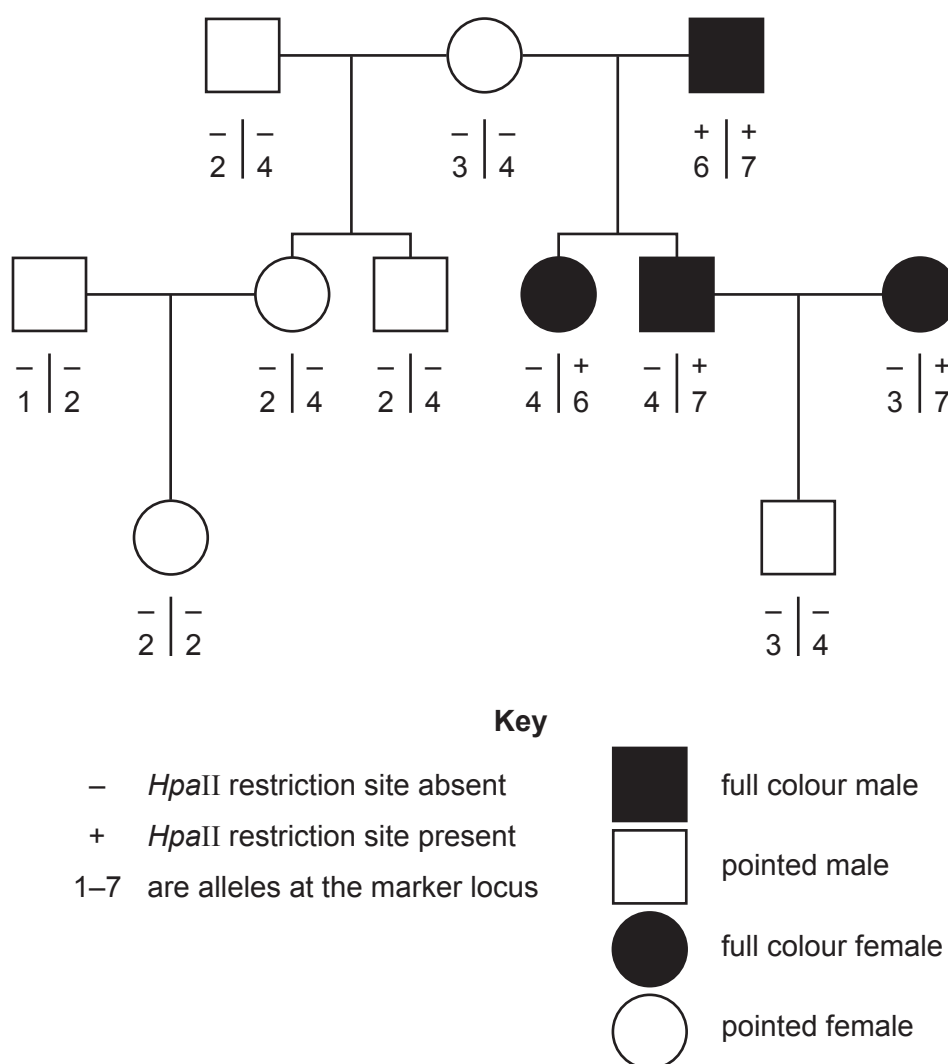 – | – – | – + | +
2 | 4 3 | 4 6 | 7
– | – – | – – | – – | + – | + – | +
1 | 2 2 | 4 2 | 4 4 | 6 4 | 7 3 | 7
– | – – | –
2 | 2 3 | 4
Key
– HpaII restriction site absent
+ HpaII restriction site present
1–7 are alleles at the marker locus
full colour male
pointed male
full colour female
pointed female